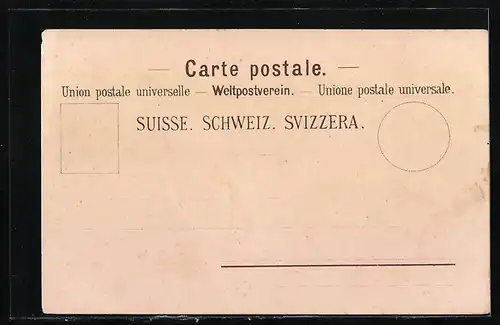 — Carte postale. —
Union postale universelle — Weltpostverein. — Unione postale universale.
SUISSE. SCHWEIZ. SVIZZERA.